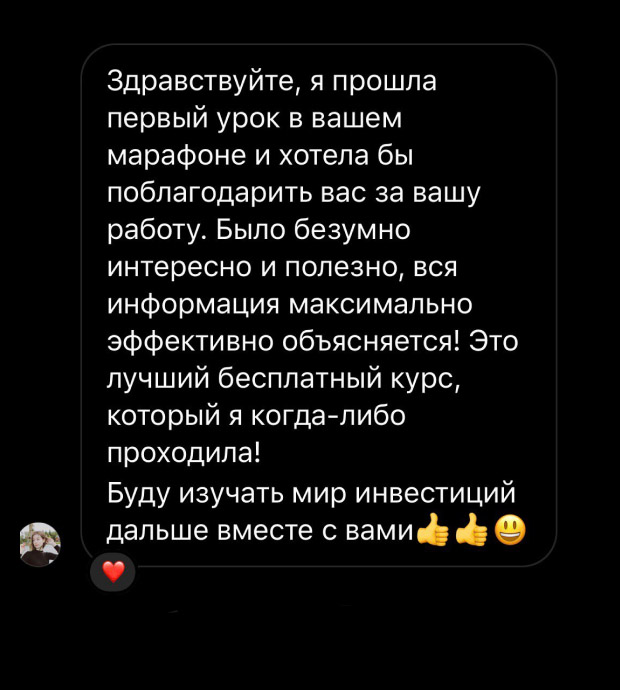 Здравствуйте, я прошла
первый урок в вашем
марафоне и хотела бы
поблагодарить вас за вашу
работу. Было безумно
интересно и полезно, вся
информация максимально
эффективно объясняется! Это
лучший бесплатный курс,
который я когда-либо
проходила!
Буду изучать мир инвестиций
дальше вместе с вами👍👍😃